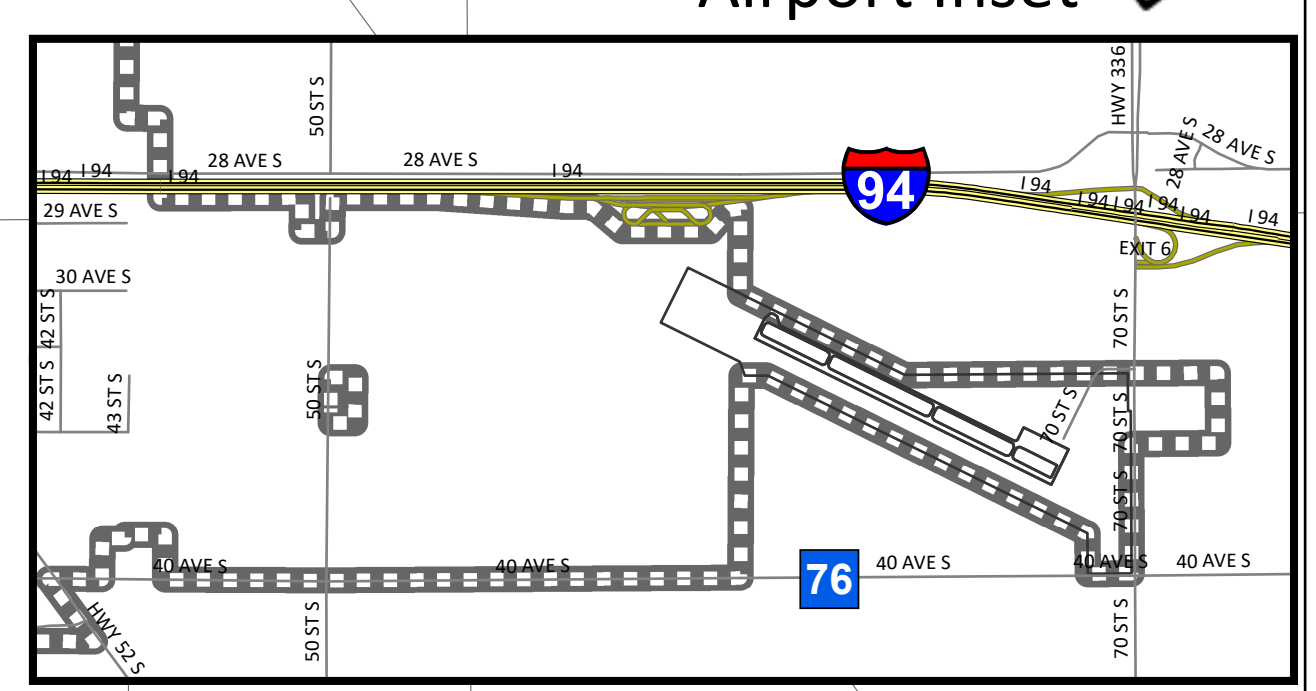 Airport Inset
HWY 336
50 ST S
28 AVE S
28 AVE S
28 AVE S
28 AVE S
I 94
I 94
I 94
I 94
94
I 94
I 94
I 94
I 94
I 94
I 94
29 AVE S
EXIT 6
30 AVE S
42 ST S
42 ST S
43 ST S
50 ST S
70 ST S
70 ST S
70 ST S
70 ST S
40 AVE S
40 AVE S
76
40 AVE S
40 AVE S
40 AVE S
HWY 52 S
50 ST S
70 ST S